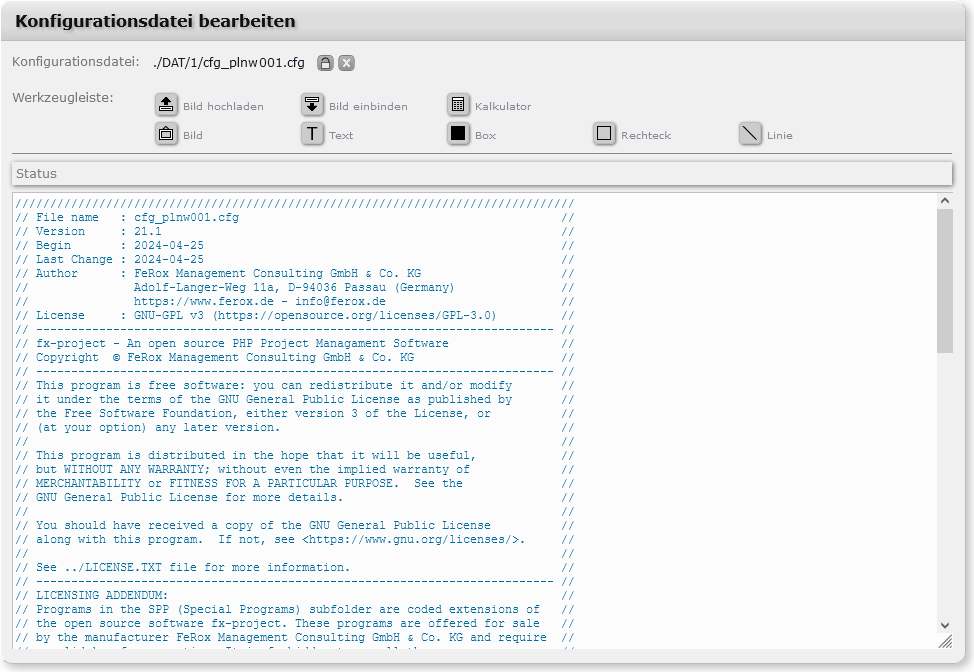 Konfigurationsdatei bearbeiten
Konfigurationsdatei: ./DAT/1/cfg_plnw001.cfg
Werkzeugleiste: Bild hochladen Bild einbinden Kalkulator
Bild Text Box Rechteck Linie
Status
////////////////////////////////////////////////////////////////////////////////
// File name   : cfg_plnw001.cfg                                              //
// Version     : 21.1                                                         //
// Begin       : 2024-04-25                                                   //
// Last Change : 2024-04-25                                                   //
// Author      : FeRox Management Consulting GmbH & Co. KG                    //
//               Adolf-Langer-Weg 11a, D-94036 Passau (Germany)               //
//               https://www.ferox.de - info@ferox.de                         //
// License     : GNU-GPL v3 (https://opensource.org/licenses/GPL-3.0)         //
// -------------------------------------------------------------------------- //
// fx-project - An open source PHP Project Managament Software                //
// Copyright  © FeRox Management Consulting GmbH & Co. KG                     //
// -------------------------------------------------------------------------- //
// This program is free software: you can redistribute it and/or modify       //
// it under the terms of the GNU General Public License as published by       //
// the Free Software Foundation, either version 3 of the License, or          //
// (at your option) any later version.                                        //
//                                                                            //
// This program is distributed in the hope that it will be useful,            //
// but WITHOUT ANY WARRANTY; without even the implied warranty of             //
// MERCHANTABILITY or FITNESS FOR A PARTICULAR PURPOSE.  See the              //
// GNU General Public License for more details.                               //
//                                                                            //
// You should have received a copy of the GNU General Public License          //
// along with this program.  If not, see <https://www.gnu.org/licenses/>.     //
//                                                                            //
// See ../LICENSE.TXT file for more information.                              //
// -------------------------------------------------------------------------- //
// LICENSING ADDENDUM:                                                        //
// Programs in the SPP (Special Programs) subfolder are coded extensions of   //
// the open source software fx-project. These programs are offered for sale   //
// by the manufacturer FeRox Management Consulting GmbH & Co. KG and require  //